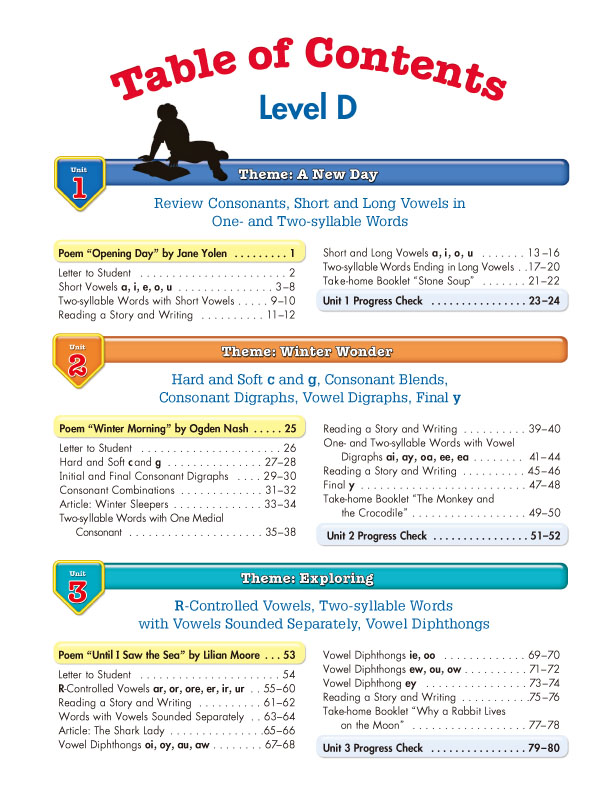 Table of Contents
Level D
Unit
1
Theme: A New Day
Review Consonants, Short and Long Vowels in
One- and Two-syllable Words
Poem “Opening Day” by Jane Yolen . . . . . . . . . 1
Letter to Student . . . . . . . . . . . . . . . . . . . . . 2
Short Vowels a, i, e, o, u . . . . . . . . . . . . . . 3–8
Two-syllable Words with Short Vowels . . . . . 9–10
Reading a Story and Writing . . . . . . . . . . 11–12
Short and Long Vowels a, i, o, u . . . . . . . 13–16
Two-syllable Words Ending in Long Vowels . . 17–20
Take-home Booklet “Stone Soup” . . . . . . . 21–22
Unit 1 Progress Check . . . . . . . . . . . . . . . . 23–24
Unit
2
Theme: Winter Wonder
Hard and Soft c and g, Consonant Blends,
Consonant Digraphs, Vowel Digraphs, Final y
Poem “Winter Morning” by Ogden Nash . . . . . 25
Letter to Student . . . . . . . . . . . . . . . . . . . . . 26
Hard and Soft c and g . . . . . . . . . . . . . . . 27–28
Initial and Final Consonant Digraphs . . . . 29–30
Consonant Combinations . . . . . . . . . . . . . 31–32
Article: Winter Sleepers . . . . . . . . . . . . . . 33–34
Two-syllable Words with One Medial
Consonant . . . . . . . . . . . . . . . . . . . . . 35–38
Reading a Story and Writing . . . . . . . . . . 39–40
One- and Two-syllable Words with Vowel
Digraphs ai, ay, oa, ee, ea . . . . . . . . 41–44
Reading a Story and Writing . . . . . . . . . . 45–46
Final y . . . . . . . . . . . . . . . . . . . . . . . . . . 47–48
Take-home Booklet “The Monkey and
the Crocodile” . . . . . . . . . . . . . . . . . . 49–50
Unit 2 Progress Check . . . . . . . . . . . . . . . . 51–52
Unit
3
Theme: Exploring
R-Controlled Vowels, Two-syllable Words
with Vowels Sounded Separately, Vowel Diphthongs
Poem “Until I Saw the Sea” by Lilian Moore . . . 53
Letter to Student . . . . . . . . . . . . . . . . . . . . . 54
R-Controlled Vowels ar, or, ore, er, ir, ur . . 55–60
Reading a Story and Writing . . . . . . . . . . 61–62
Words with Vowels Sounded Separately . . 63–64
Article: The Shark Lady . . . . . . . . . . . . . . 65–66
Vowel Diphthongs oi, oy, au, aw . . . . . . . . 67–68
Vowel Diphthongs ie, oo . . . . . . . . . . . . . 69–70
Vowel Diphthongs ew, ou, ow . . . . . . . . . . 71–72
Vowel Diphthong ey . . . . . . . . . . . . . . . . 73–74
Reading a Story and Writing . . . . . . . . . . . 75–76
Take-home Booklet “Why a Rabbit Lives
on the Moon” . . . . . . . . . . . . . . . . . . 77–78
Unit 3 Progress Check . . . . . . . . . . . . . . . . 79–80